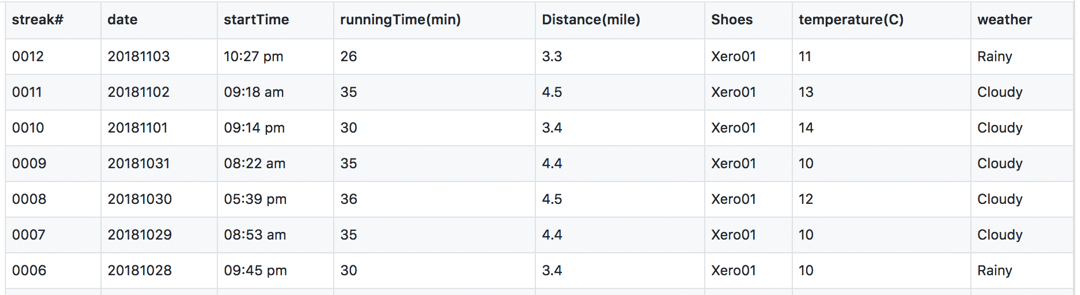 streak# date startTime runningTime(min) Distance(mile) Shoes temperature(C) weather
0012 20181103 10:27 pm 26 3.3 Xero01 11 Rainy
0011 20181102 09:18 am 35 4.5 Xero01 13 Cloudy
0010 20181101 09:14 pm 30 3.4 Xero01 14 Cloudy
0009 20181031 08:22 am 35 4.4 Xero01 10 Cloudy
0008 20181030 05:39 pm 36 4.5 Xero01 12 Cloudy
0007 20181029 08:53 am 35 4.4 Xero01 10 Cloudy
0006 20181028 09:45 pm 30 3.4 Xero01 10 Rainy